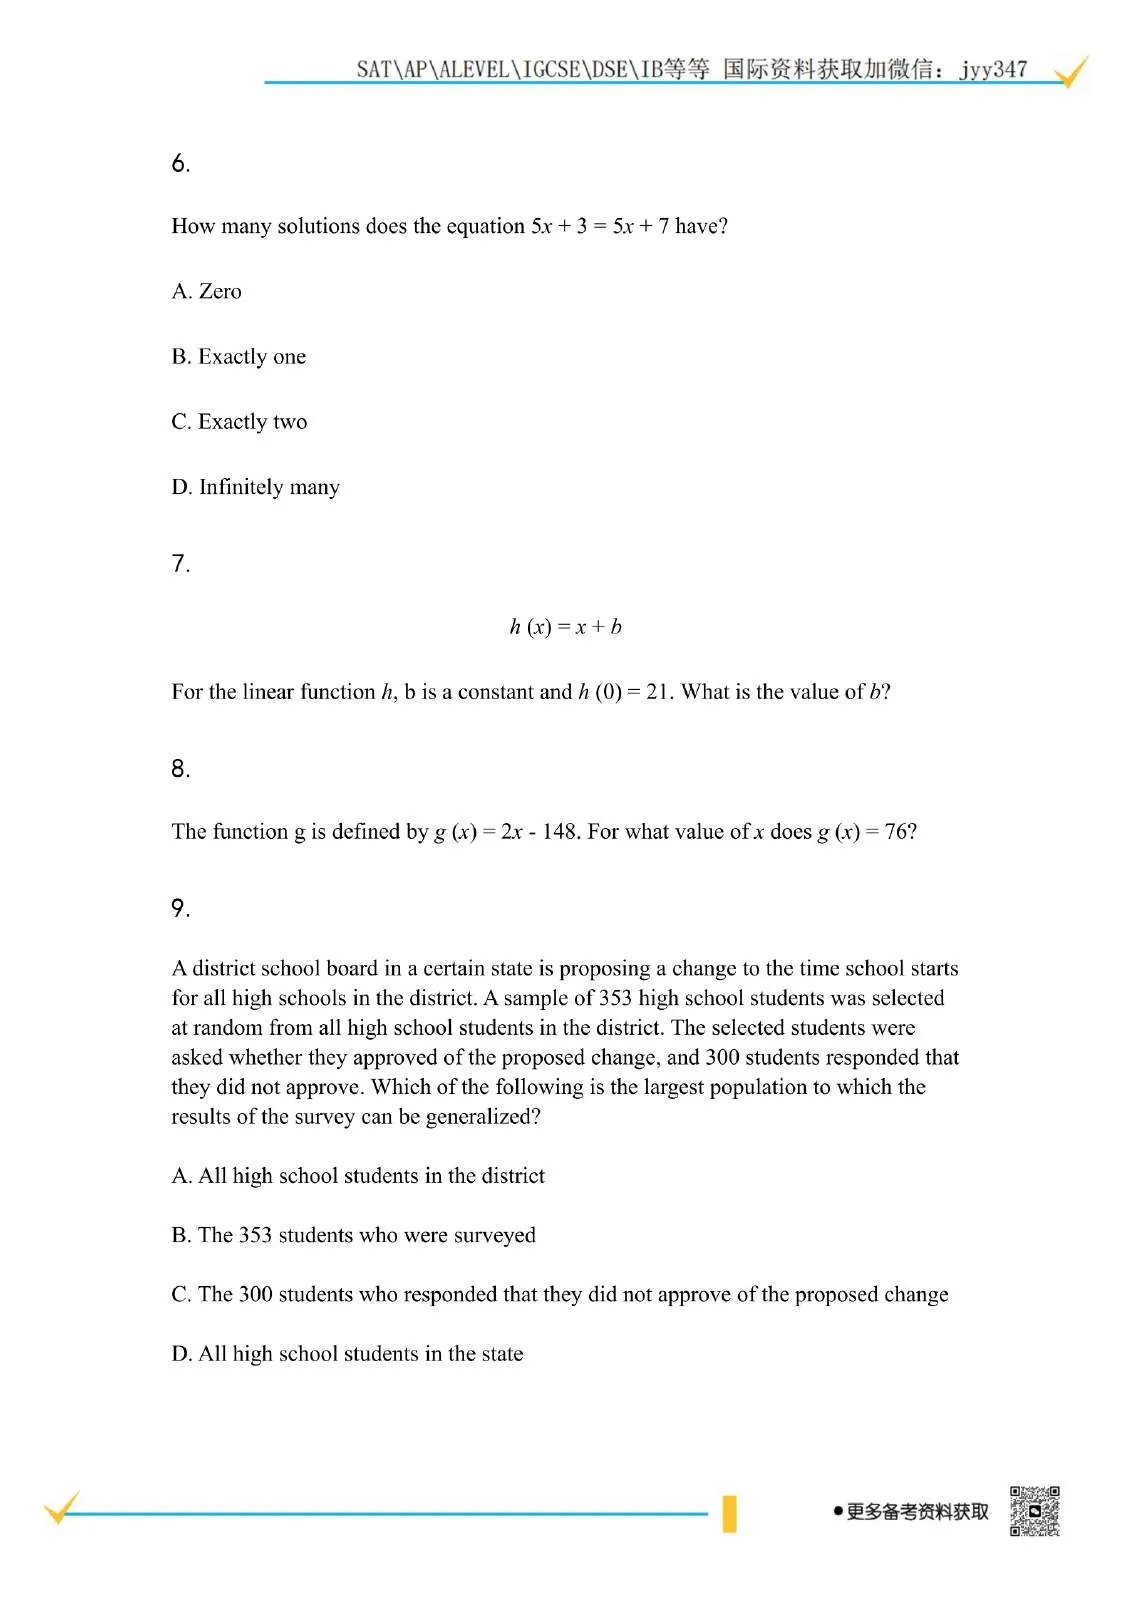 SAT\AP\ALEVEL\IGCSE\DSE\IB等等 国际资料获取加微信：jyy347
6.
How many solutions does the equation 5x + 3 = 5x + 7 have?
A. Zero
B. Exactly one
C. Exactly two
D. Infinitely many
7.
h (x) = x + b
For the linear function h, b is a constant and h (0) = 21. What is the value of b?
8.
The function g is defined by g (x) = 2x - 148. For what value of x does g (x) = 76?
9.
A district school board in a certain state is proposing a change to the time school starts
for all high schools in the district. A sample of 353 high school students was selected
at random from all high school students in the district. The selected students were
asked whether they approved of the proposed change, and 300 students responded that
they did not approve. Which of the following is the largest population to which the
results of the survey can be generalized?
A. All high school students in the district
B. The 353 students who were surveyed
C. The 300 students who responded that they did not approve of the proposed change
D. All high school students in the state
●更多备考资料获取